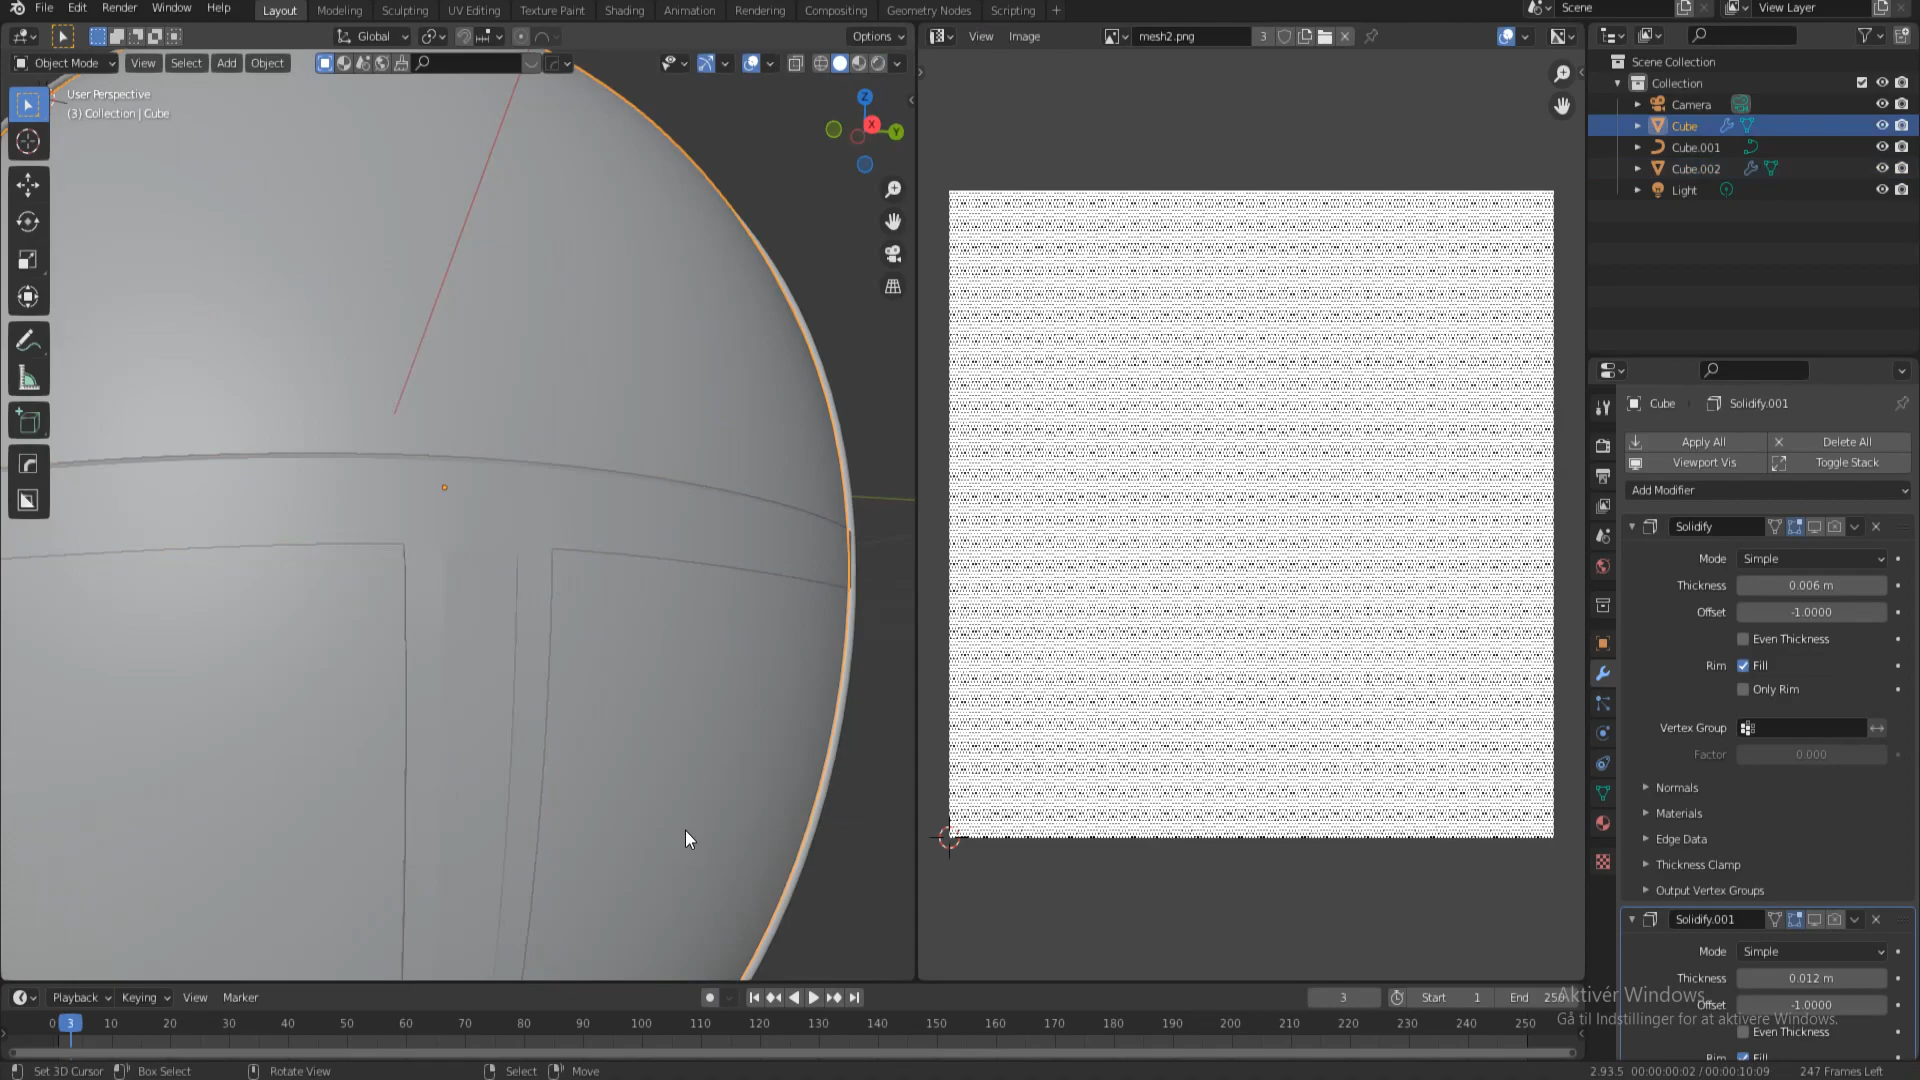 File Edit Render Window Help Layout Modeling Sculpting UV Editing Texture Paint Shading Animation Rendering Compositing Geometry Nodes Scripting + Scene View Layer
Global Options View Image mesh2.png 3
Object Mode View Select Add Object
User Perspective
(3) Collection | Cube
Z
X
Y
Scene Collection
Collection
Camera
Cube
Cube.001
Cube.002
Light
Cube Solidify.001
Apply All Delete All
Viewport Vis Toggle Stack
Add Modifier
Solidify
Mode Simple
Thickness 0.006 m
Offset -1.0000
Even Thickness
Rim Fill
Only Rim
Vertex Group
Factor 0.000
Normals
Materials
Edge Data
Thickness Clamp
Output Vertex Groups
Solidify.001
Mode Simple
Thickness 0.012 m
Offset -1.0000
Even Thickness
Rim Fill
Aktivér Windows
Gå til Indstillinger for at aktivere Windows.
Playback Keying View Marker 3 Start 1 End 250
0 3 10 20 30 40 50 60 70 80 90 100 110 120 130 140 150 160 170 180 190 200 210 220 230 240 250
Set 3D Cursor Box Select Rotate View Select Move 2.93.5 00:00:00:02 / 00:00:10:09 247 Frames Left